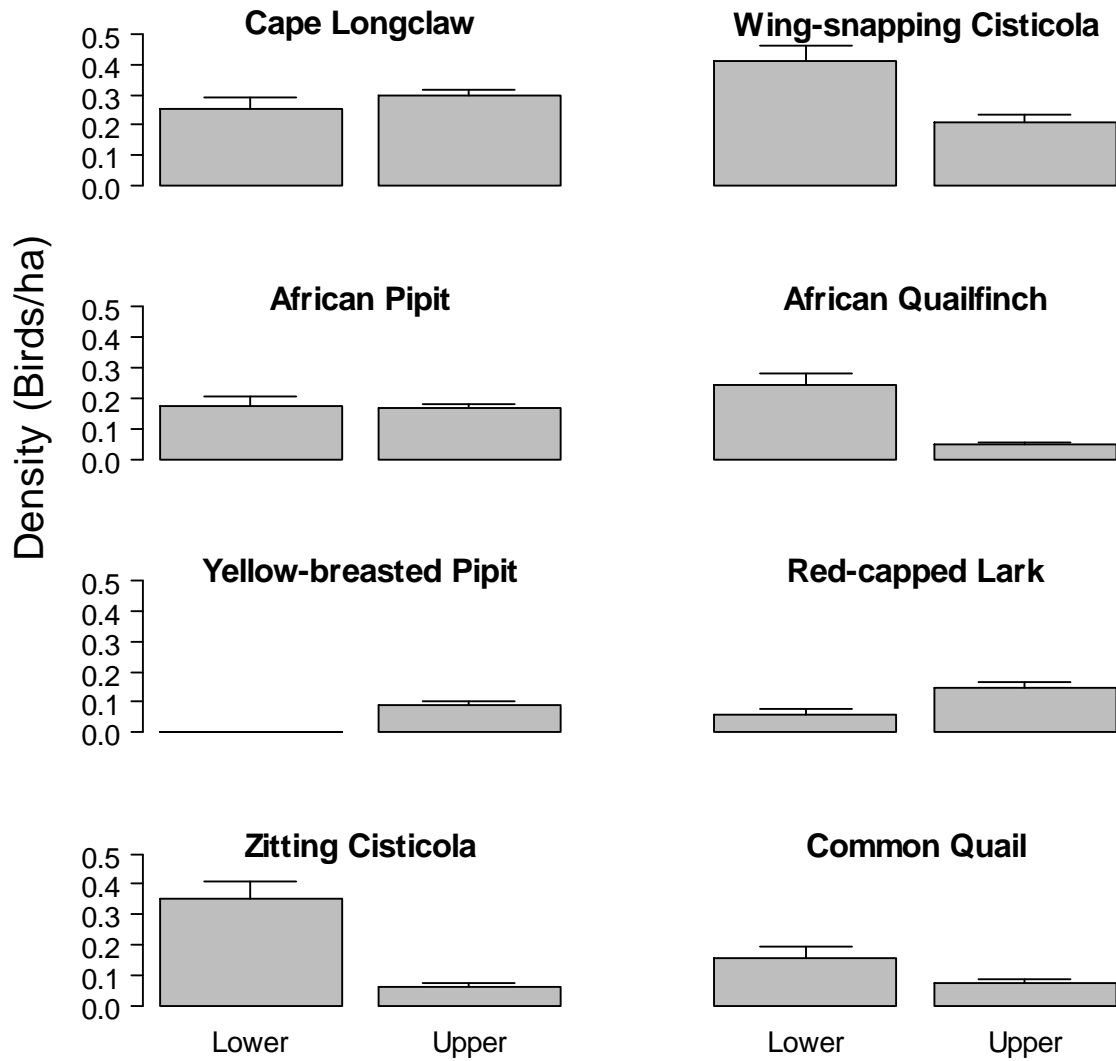 Density (Birds/ha)
Cape Longclaw
0.5
0.4
0.3
0.2
0.1
0.0
Wing-snapping Cisticola
African Pipit
0.5
0.4
0.3
0.2
0.1
0.0
African Quailfinch
Yellow-breasted Pipit
0.5
0.4
0.3
0.2
0.1
0.0
Red-capped Lark
Zitting Cisticola
0.5
0.4
0.3
0.2
0.1
0.0
Common Quail
Lower
Upper
Lower
Upper